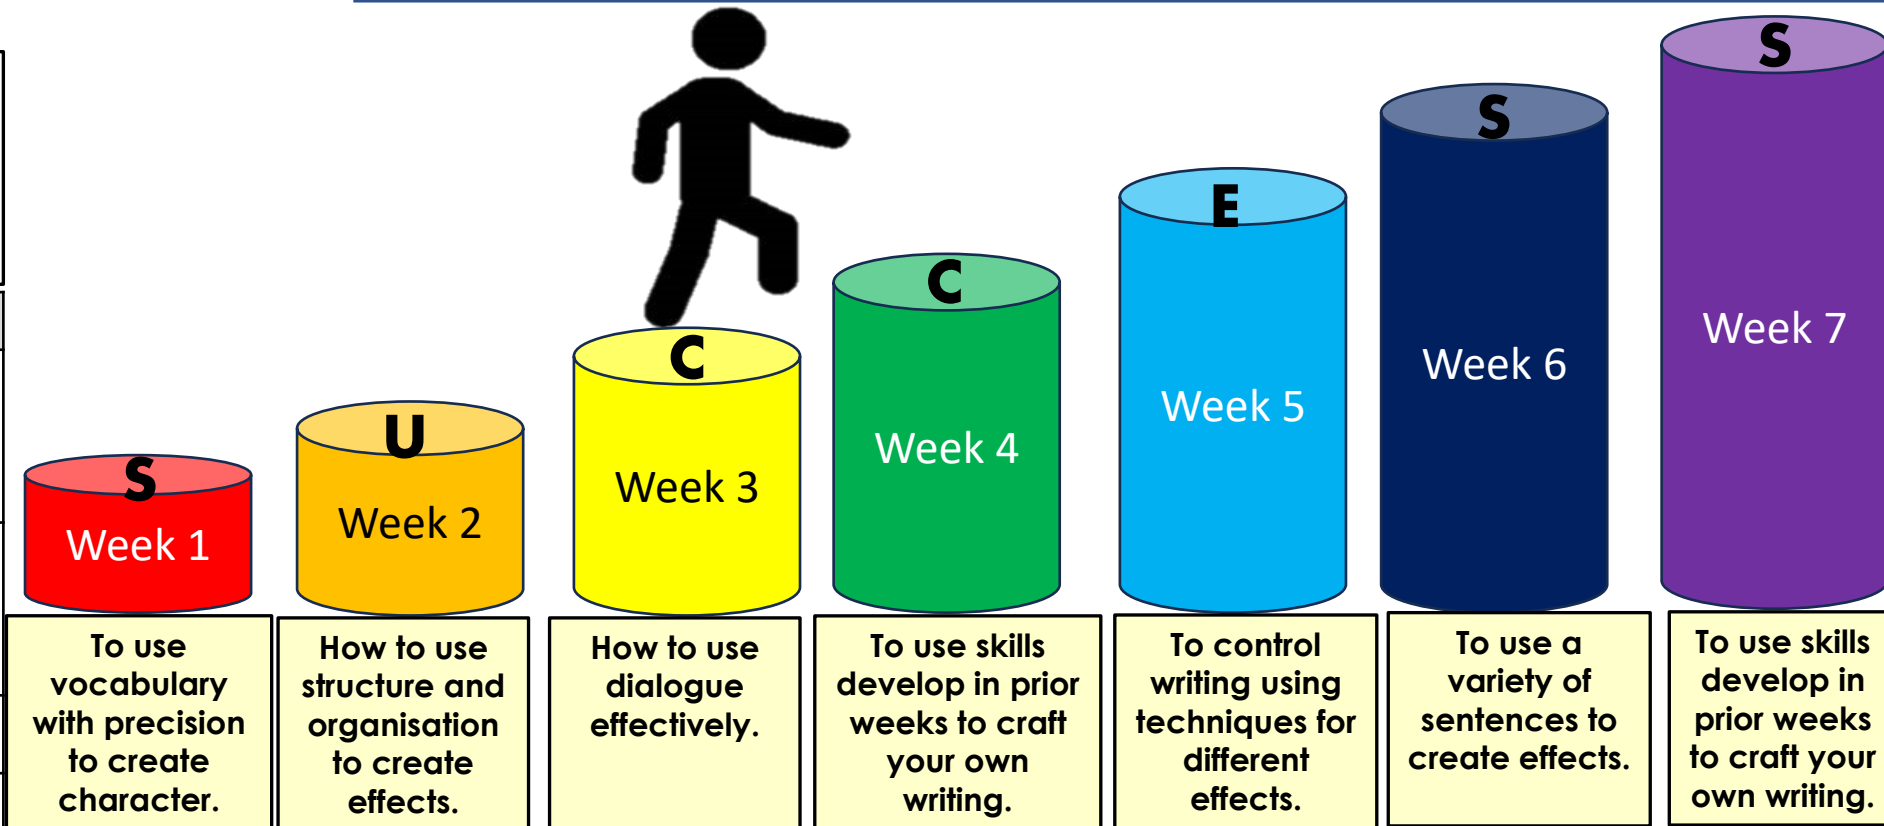 S
Week 1
To use
vocabulary
with precision
to create
character.
U
Week 2
How to use
structure and
organisation
to create
effects.
C
Week 3
How to use
dialogue
effectively.
C
Week 4
To use skills
develop in prior
weeks to craft
your own
writing.
E
Week 5
To control
writing using
techniques for
different
effects.
S
Week 6
To use a
variety of
sentences to
create effects.
S
Week 7
To use skills
develop in
prior weeks
to craft your
own writing.